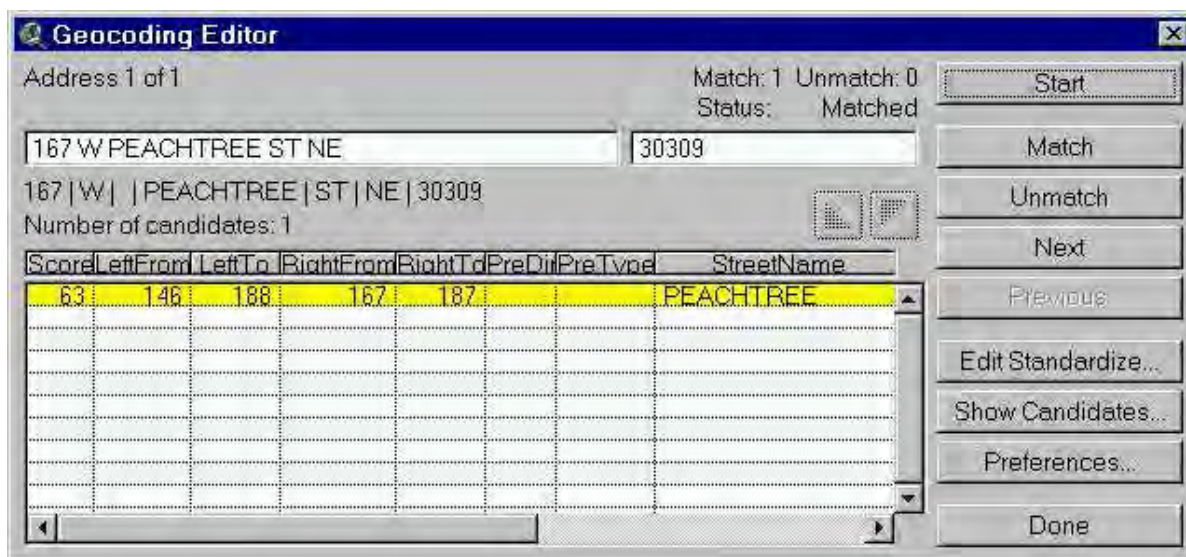 Geocoding Editor
Address 1 of 1
Match: 1 Unmatch: 0
Status: Matched
167 W PEACHTREE ST NE
30309
167 | W | | PEACHTREE | ST | NE | 30309
Number of candidates: 1
Score LeftFrom LeftTo RightFrom RightTo PreDir PreType StreetName
63 146 188 167 187 PEACHTREE
Start
Match
Unmatch
Next
Previous
Edit Standardize...
Show Candidates...
Preferences...
Done